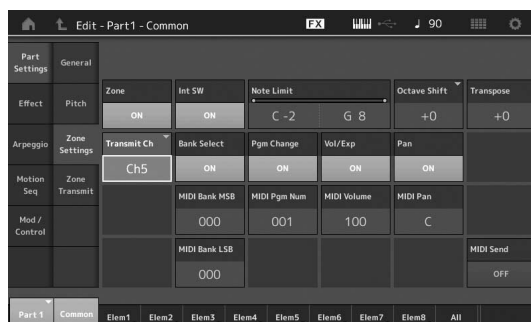 Edit - Part1 - Common FX 90
Part Settings General
Zone Int SW Note Limit Octave Shift Transpose
Effect Pitch ON ON C -2 G 8 +0 +0
Arpeggio Zone Settings Transmit Ch Bank Select Pgm Change Vol/Exp Pan
Ch5 ON ON ON ON
Motion Seq Zone Transmit MIDI Bank MSB MIDI Pgm Num MIDI Volume MIDI Pan
000 001 100 C
Mod / Control
MIDI Bank LSB MIDI Send
000 OFF
Part 1 Common Elem1 Elem2 Elem3 Elem4 Elem5 Elem6 Elem7 Elem8 All